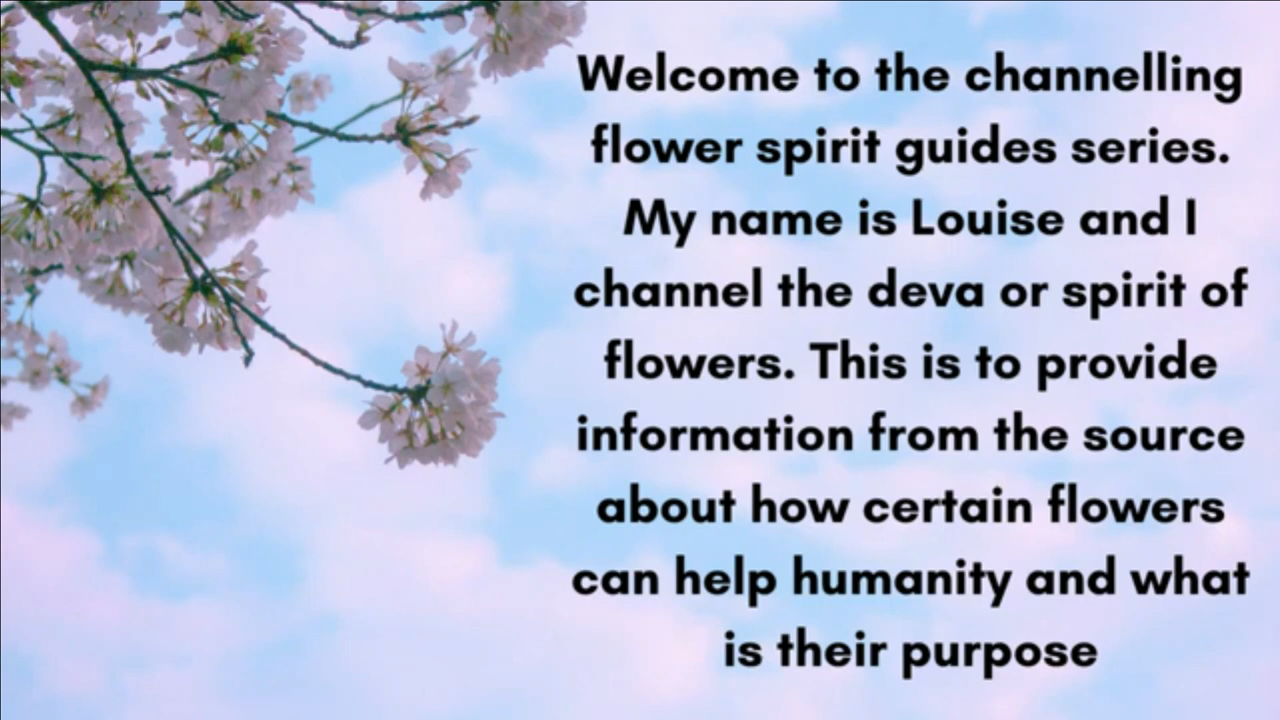 Welcome to the channelling
flower spirit guides series.
My name is Louise and I
channel the deva or spirit of
flowers. This is to provide
information from the source
about how certain flowers
can help humanity and what
is their purpose